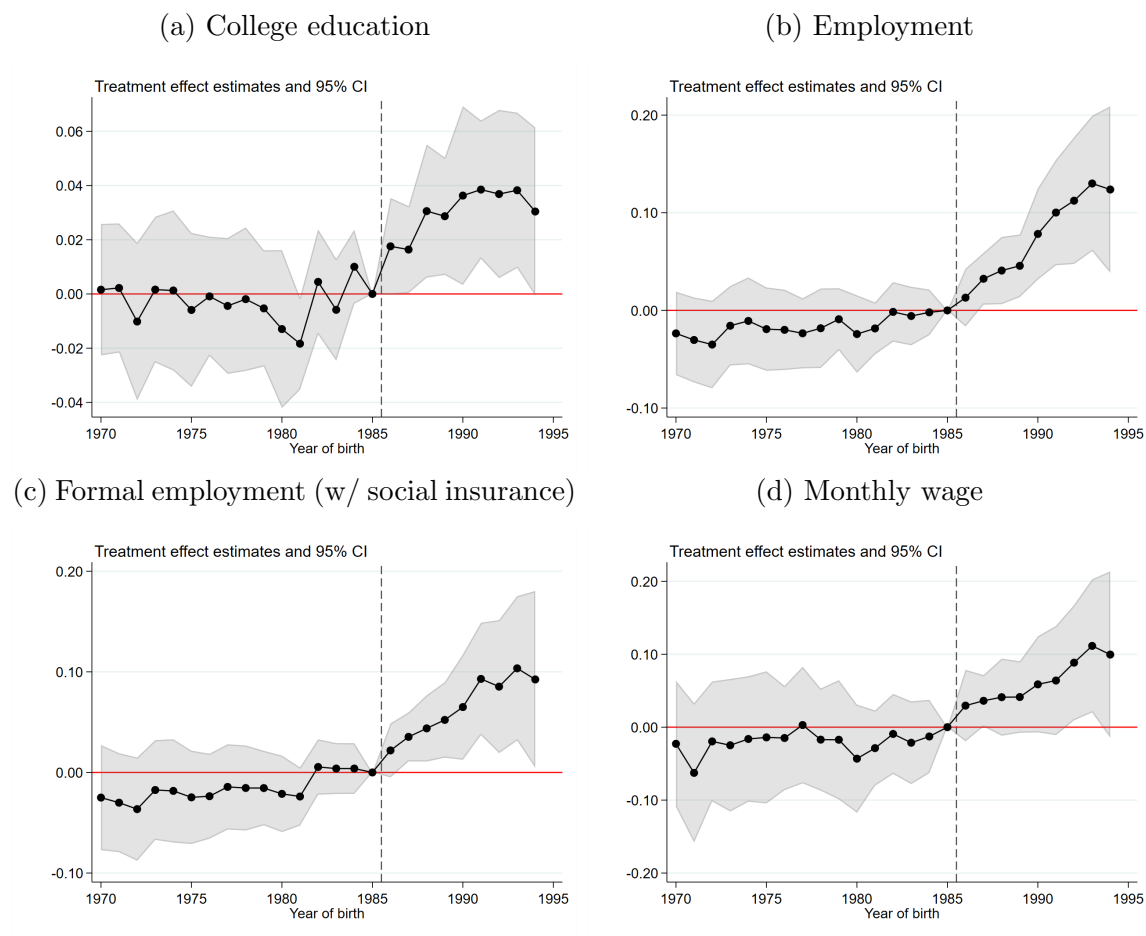 (a) College education
Treatment effect estimates and 95% CI
0.06
0.04
0.02
0.00
-0.02
-0.04
1970 1975 1980 1985 1990 1995
Year of birth
(b) Employment
Treatment effect estimates and 95% CI
0.20
0.10
0.00
-0.10
1970 1975 1980 1985 1990 1995
Year of birth
(c) Formal employment (w/ social insurance)
Treatment effect estimates and 95% CI
0.20
0.10
0.00
-0.10
1970 1975 1980 1985 1990 1995
Year of birth
(d) Monthly wage
Treatment effect estimates and 95% CI
0.20
0.10
0.00
-0.10
-0.20
1970 1975 1980 1985 1990 1995
Year of birth